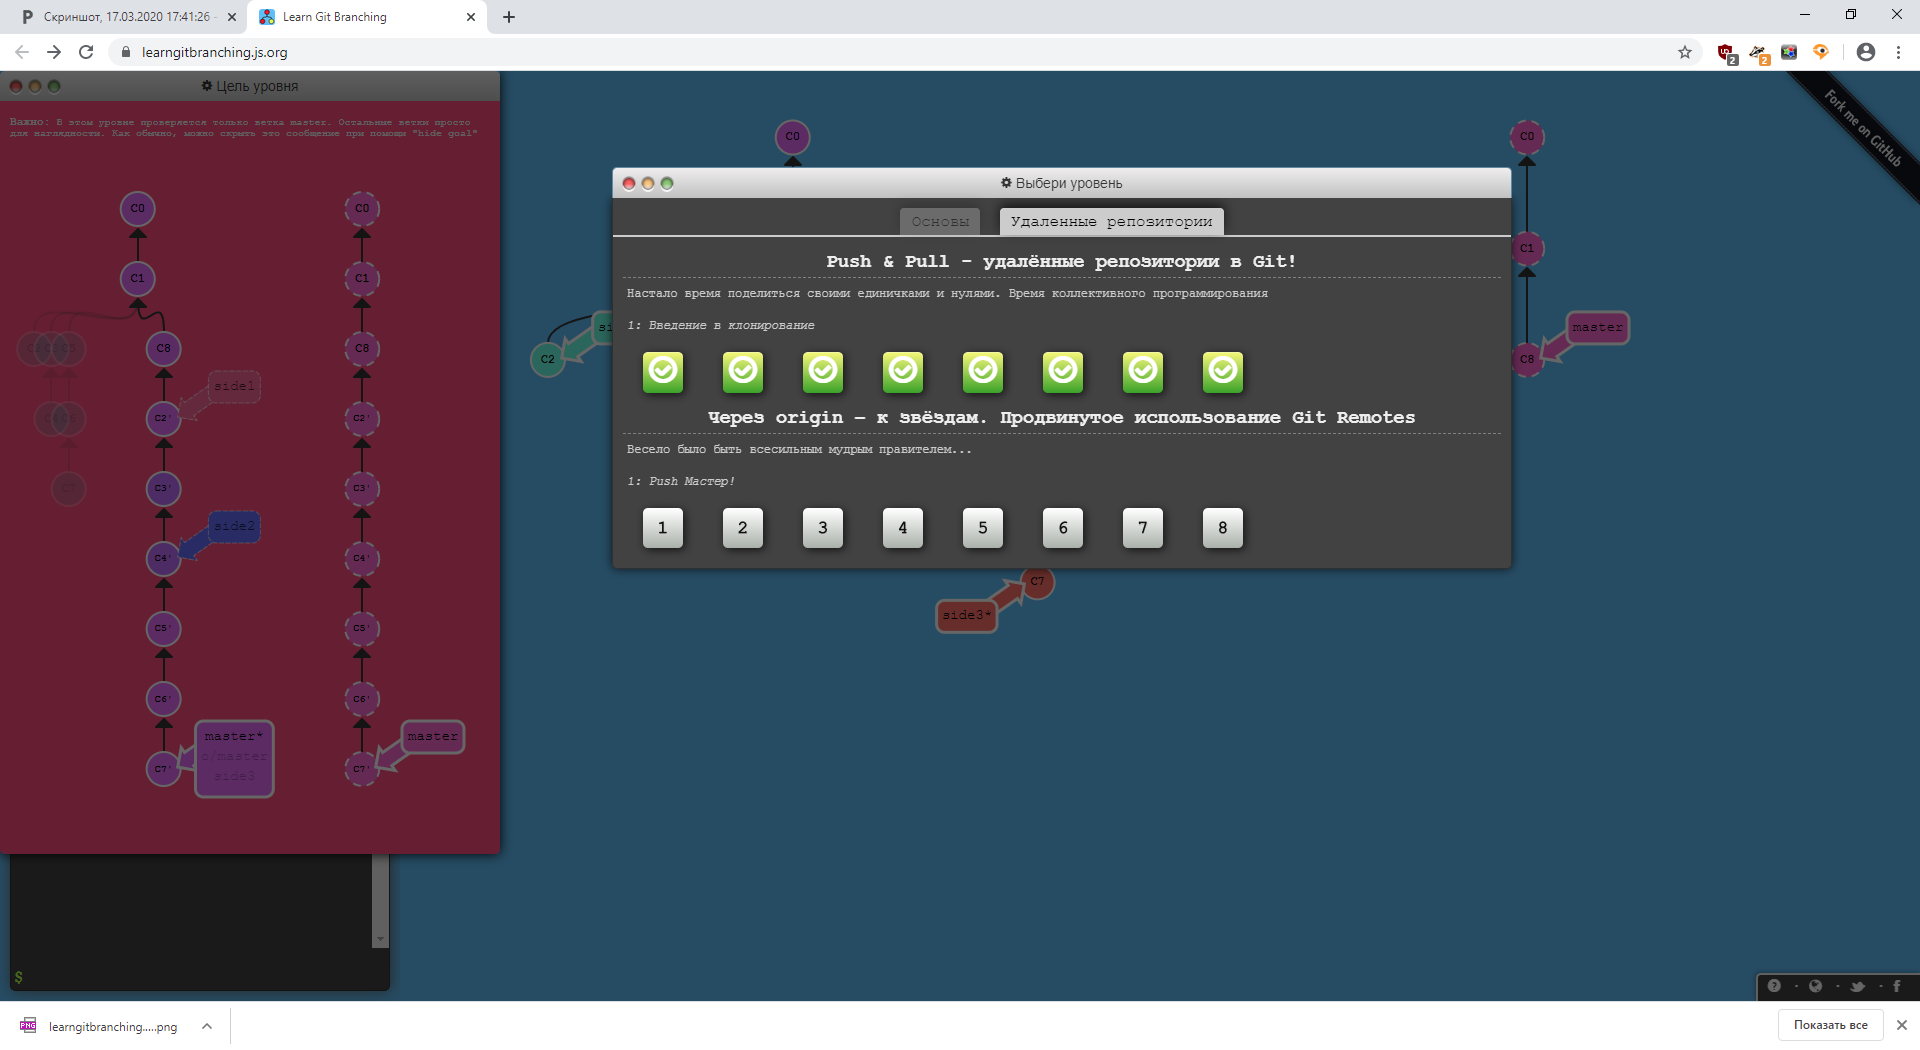 Скриншот, 17.03.2020 17:41:26 -
Learn Git Branching
learngitbranching.js.org
2
2
Цель уровня
Важно: В этом уровне проверяется только ветка master. Остальные ветки просто
для наглядности. Как обычно, можно скрыть это сообщение при помощи "hide goal"
C0
C1
C8
side1
C2'
C3'
side2
C4'
C5'
C6'
master*
o/master
side3
C7'
C0
C1
C8
C2'
C3'
C4'
C5'
C6'
master
C7'
$
C0
C2
si
C7
side3*
C0
C1
master
C8
Fork me on GitHub
Выбери уровень
Основы
Удаленные репозитории
Push & Pull - удалённые репозитории в Git!
Настало время поделиться своими единичками и нулями. Время коллективного программирования
1: Введение в клонирование
Через origin – к звёздам. Продвинутое использование Git Remotes
Весело было быть всесильным мудрым правителем...
1: Push Мастер!
1 2 3 4 5 6 7 8
PNG
learngitbranching.....png
Показать все